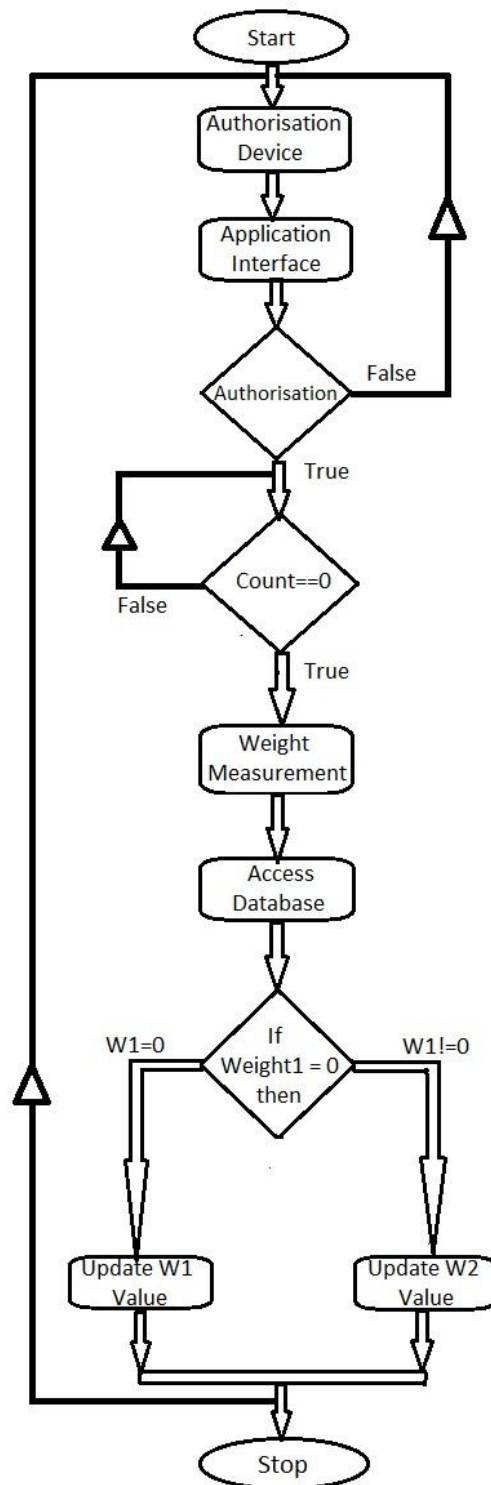 Start
Authorisation
Device
Application
Interface
Authorisation
False
True
Count==0
False
True
Weight
Measurement
Access
Database
If
Weight1 = 0
then
W1=0
W1!=0
Update W1
Value
Update W2
Value
Stop